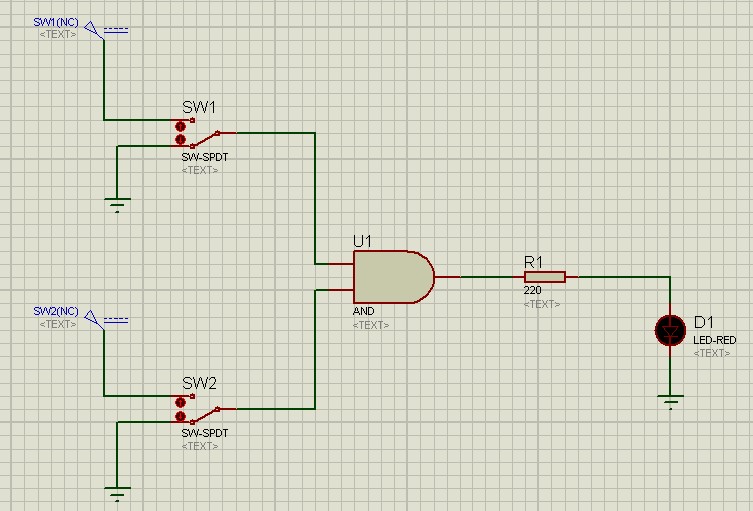 SW1(NC)
<TEXT>
SW1
SW-SPDT
<TEXT>
U1
AND
<TEXT>
R1
220
<TEXT>
D1
LED-RED
<TEXT>
SW2(NC)
<TEXT>
SW2
SW-SPDT
<TEXT>